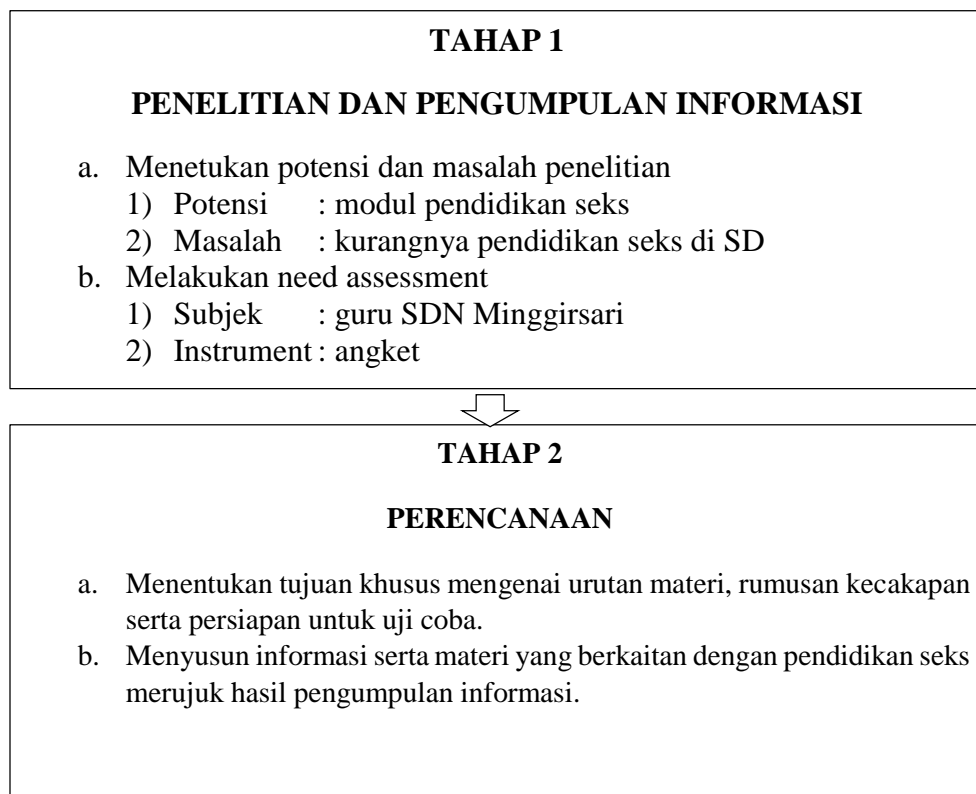 TAHAP 1
PENELITIAN DAN PENGUMPULAN INFORMASI
a. Menetukan potensi dan masalah penelitian
1) Potensi : modul pendidikan seks
2) Masalah : kurangnya pendidikan seks di SD
b. Melakukan need assessment
1) Subjek : guru SDN Minggirsari
2) Instrument : angket
TAHAP 2
PERENCANAAN
a. Menentukan tujuan khusus mengenai urutan materi, rumusan kecakapan
serta persiapan untuk uji coba.
b. Menyusun informasi serta materi yang berkaitan dengan pendidikan seks
merujuk hasil pengumpulan informasi.